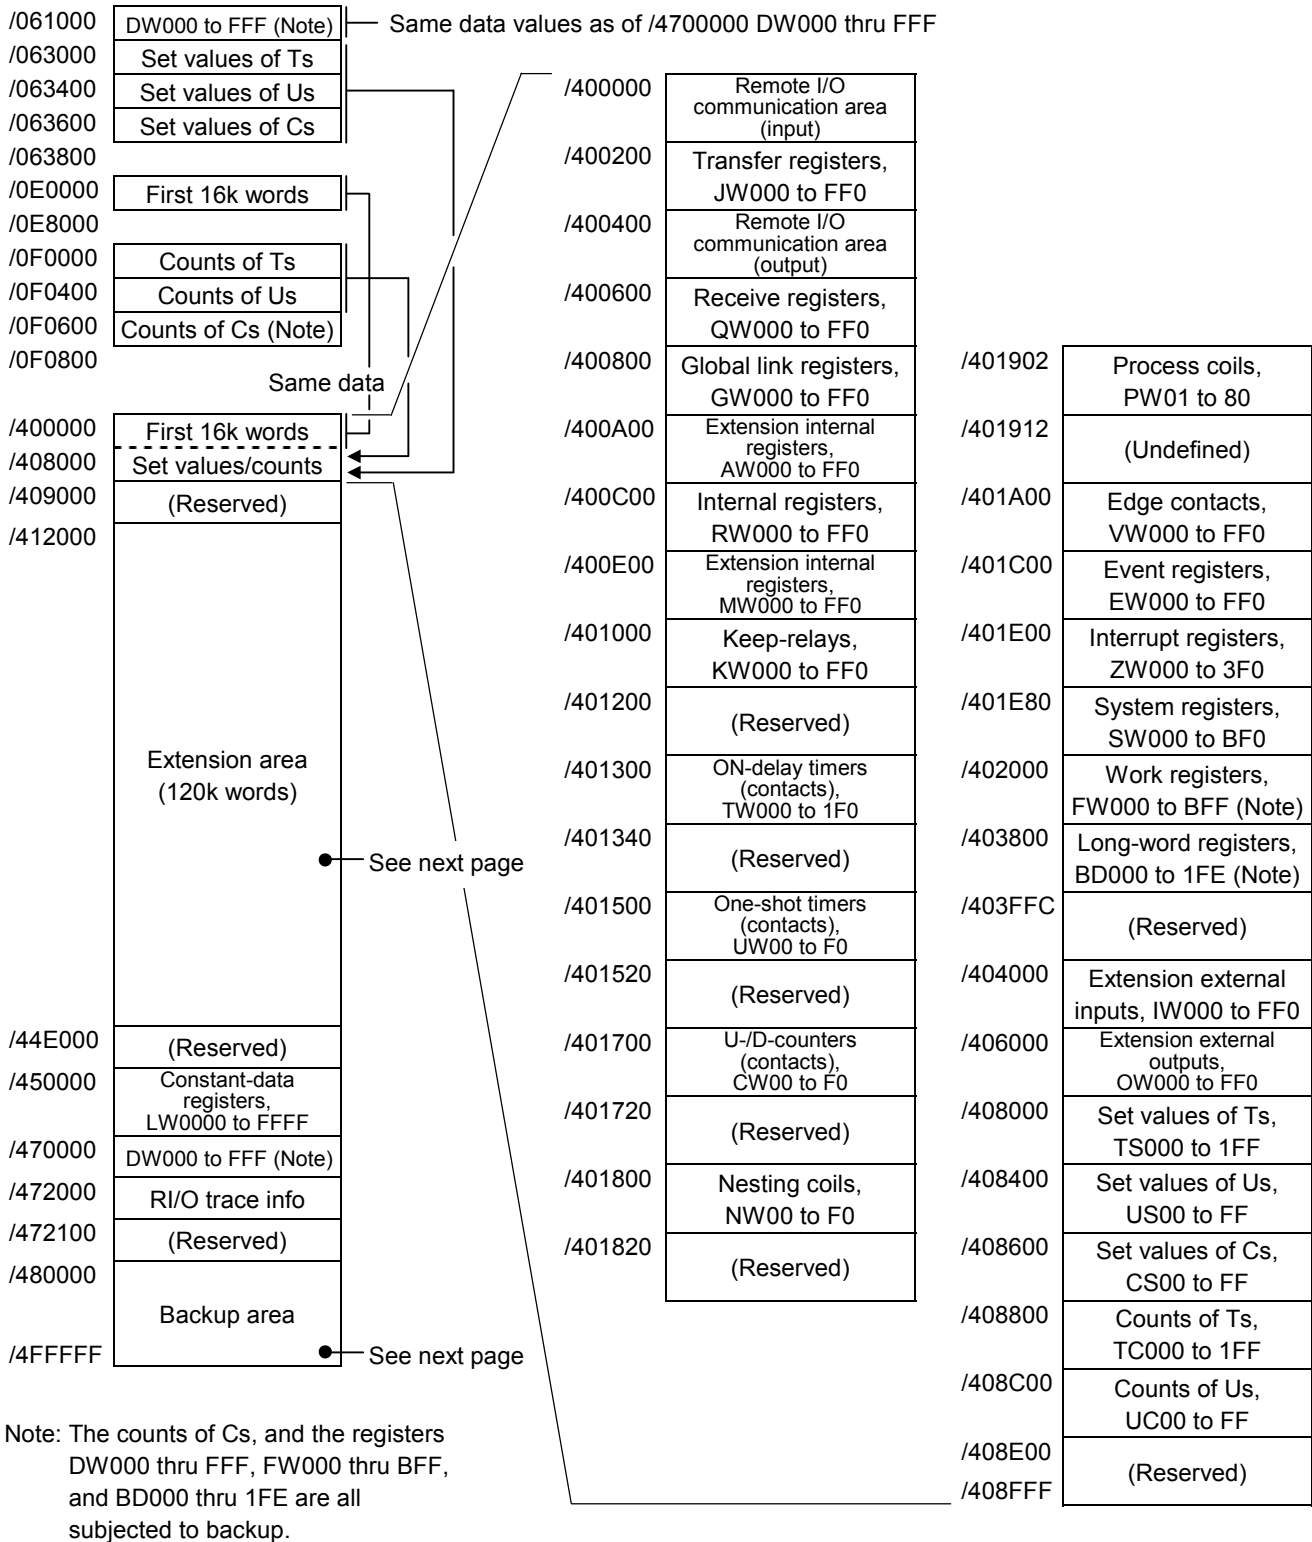 /061000
DW000 to FFF (Note)
Same data values as of /4700000 DW000 thru FFF
/063000
Set values of Ts
/063400
Set values of Us
/063600
Set values of Cs
/063800
/0E0000
First 16k words
/0E8000
/0F0000
Counts of Ts
/0F0400
Counts of Us
/0F0600
Counts of Cs (Note)
/0F0800
Same data
/400000
First 16k words
/408000
Set values/counts
/409000
(Reserved)
/412000
Extension area
(120k words)
See next page
/44E000
(Reserved)
/450000
Constant-data
registers,
LW0000 to FFFF
/470000
DW000 to FFF (Note)
/472000
RI/O trace info
/472100
(Reserved)
/480000
Backup area
/4FFFFF
See next page
Note: The counts of Cs, and the registers
DW000 thru FFF, FW000 thru BFF,
and BD000 thru 1FE are all
subjected to backup.
/400000
Remote I/O
communication area
(input)
/400200
Transfer registers,
JW000 to FF0
/400400
Remote I/O
communication area
(output)
/400600
Receive registers,
QW000 to FF0
/400800
Global link registers,
GW000 to FF0
/400A00
Extension internal
registers,
AW000 to FF0
/400C00
Internal registers,
RW000 to FF0
/400E00
Extension internal
registers,
MW000 to FF0
/401000
Keep-relays,
KW000 to FF0
/401200
(Reserved)
/401300
ON-delay timers
(contacts),
TW000 to 1F0
/401340
(Reserved)
/401500
One-shot timers
(contacts),
UW00 to F0
/401520
(Reserved)
/401700
U-/D-counters
(contacts),
CW00 to F0
/401720
(Reserved)
/401800
Nesting coils,
NW00 to F0
/401820
(Reserved)
/401902
Process coils,
PW01 to 80
/401912
(Undefined)
/401A00
Edge contacts,
VW000 to FF0
/401C00
Event registers,
EW000 to FF0
/401E00
Interrupt registers,
ZW000 to 3F0
/401E80
System registers,
SW000 to BF0
/402000
Work registers,
FW000 to BFF (Note)
/403800
Long-word registers,
BD000 to 1FE (Note)
/403FFC
(Reserved)
/404000
Extension external
inputs, IW000 to FF0
/406000
Extension external
outputs,
OW000 to FF0
/408000
Set values of Ts,
TS000 to 1FF
/408400
Set values of Us,
US00 to FF
/408600
Set values of Cs,
CS00 to FF
/408800
Counts of Ts,
TC000 to 1FF
/408C00
Counts of Us,
UC00 to FF
/408E00
(Reserved)
/408FFF